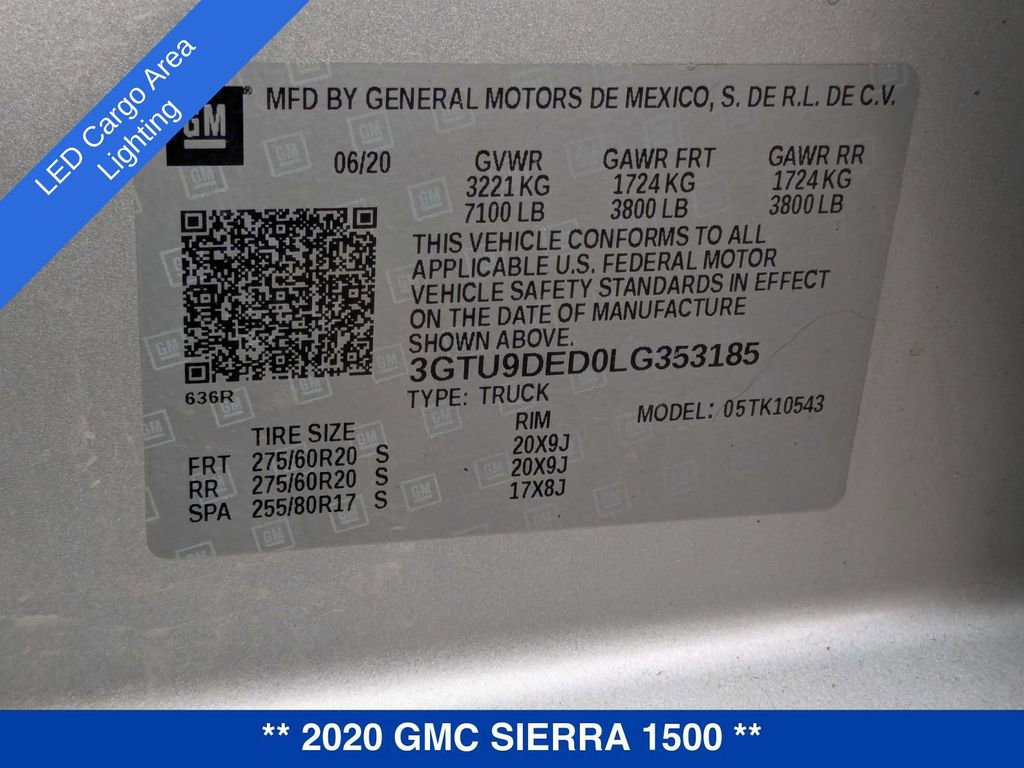 LED Cargo Area
Lighting
GM ® MFD BY GENERAL MOTORS DE MEXICO, S. DE R.L. DE C.V.
06/20 GVWR GAWR FRT GAWR RR
3221 KG 1724 KG 1724 KG
7100 LB 3800 LB 3800 LB
THIS VEHICLE CONFORMS TO ALL
APPLICABLE U.S. FEDERAL MOTOR
VEHICLE SAFETY STANDARDS IN EFFECT
ON THE DATE OF MANUFACTURE
SHOWN ABOVE.
3GTU9DED0LG353185
636R
TYPE: TRUCK MODEL: 05TK10543
TIRE SIZE RIM
FRT 275/60R20 S 20X9J
RR 275/60R20 S 20X9J
SPA 255/80R17 S 17X8J
** 2020 GMC SIERRA 1500 **